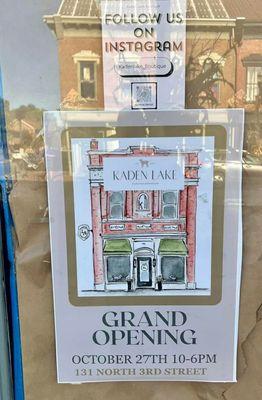 FOLLOW US
ON
INSTAGRAM
KADEN LAKE
GRAND
OPENING
OCTOBER 27TH 10-6PM
131 NORTH 3RD STREET